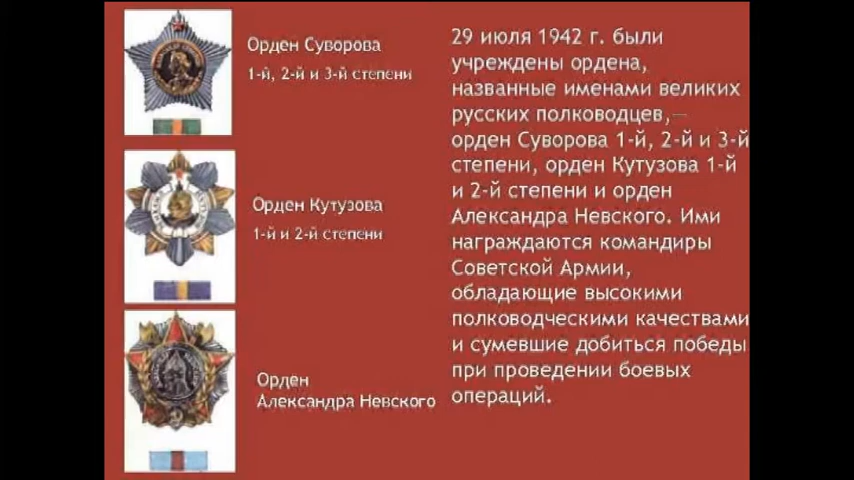 Орден Суворова
1-й, 2-й и 3-й степени
Орден Кутузова
1-й и 2-й степени
Орден
Александра Невского
29 июля 1942 г. были
учреждены ордена,
названные именами великих
русских полководцев,—
орден Суворова 1-й, 2-й и 3-й
степени, орден Кутузова 1-й
и 2-й степени и орден
Александра Невского. Ими
награждаются командиры
Советской Армии,
обладающие высокими
полководческими качествами
и сумевшие добиться победы
при проведении боевых
операций.